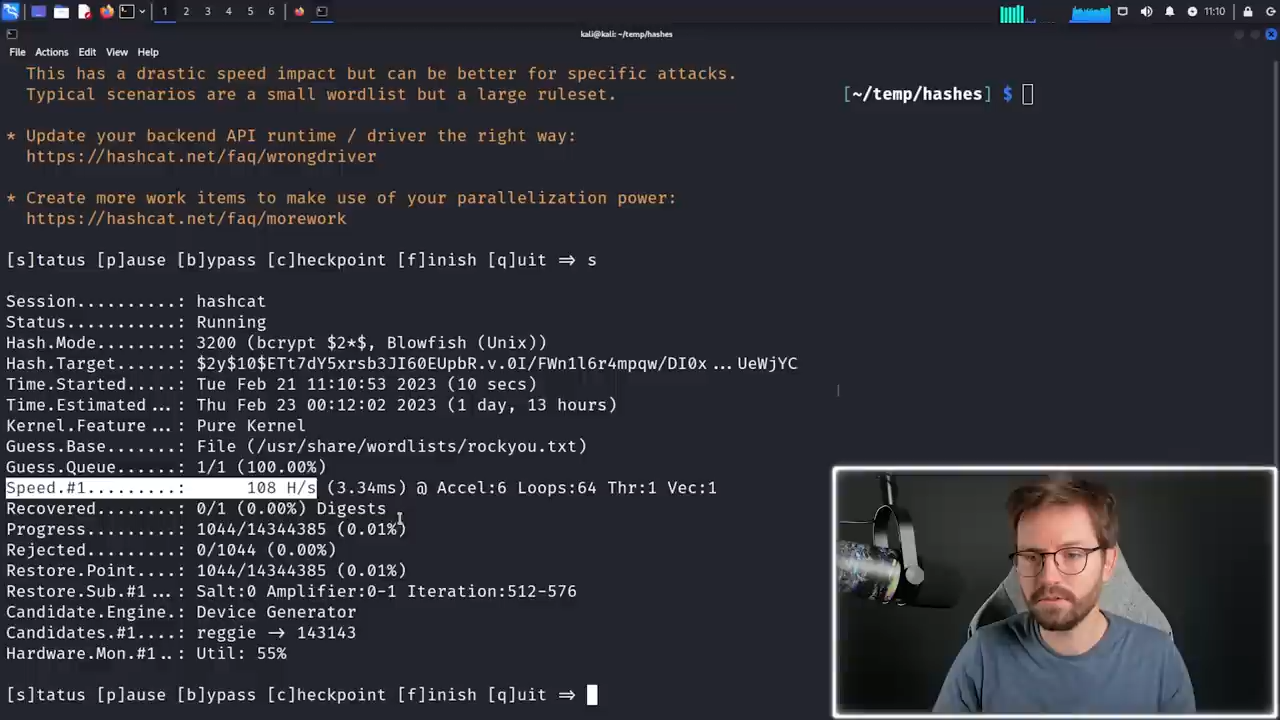 1 2 3 4 5 6
11:10
kali@kali: ~/temp/hashes
File Actions Edit View Help
This has a drastic speed impact but can be better for specific attacks.
Typical scenarios are a small wordlist but a large ruleset.
[~/temp/hashes] $
* Update your backend API runtime / driver the right way:
https://hashcat.net/faq/wrongdriver
* Create more work items to make use of your parallelization power:
https://hashcat.net/faq/morework
[s]tatus [p]ause [b]ypass [c]heckpoint [f]inish [q]uit => s
Session..........: hashcat
Status...........: Running
Hash.Mode........: 3200 (bcrypt $2*$, Blowfish (Unix))
Hash.Target......: $2y$10$ETt7dY5xrsb3JI60EUpbR.v.0I/FWn1l6r4mpqw/DI0x...UeWjYC
Time.Started.....: Tue Feb 21 11:10:53 2023 (10 secs)
Time.Estimated...: Thu Feb 23 00:12:02 2023 (1 day, 13 hours)
Kernel.Feature...: Pure Kernel
Guess.Base.......: File (/usr/share/wordlists/rockyou.txt)
Guess.Queue......: 1/1 (100.00%)
Speed.#1.........: 108 H/s (3.34ms) @ Accel:6 Loops:64 Thr:1 Vec:1
Recovered........: 0/1 (0.00%) Digests
Progress.........: 1044/14344385 (0.01%)
Rejected.........: 0/1044 (0.00%)
Restore.Point....: 1044/14344385 (0.01%)
Restore.Sub.#1...: Salt:0 Amplifier:0-1 Iteration:512-576
Candidate.Engine.: Device Generator
Candidates.#1....: reggie -> 143143
Hardware.Mon.#1..: Util: 55%
[s]tatus [p]ause [b]ypass [c]heckpoint [f]inish [q]uit =>